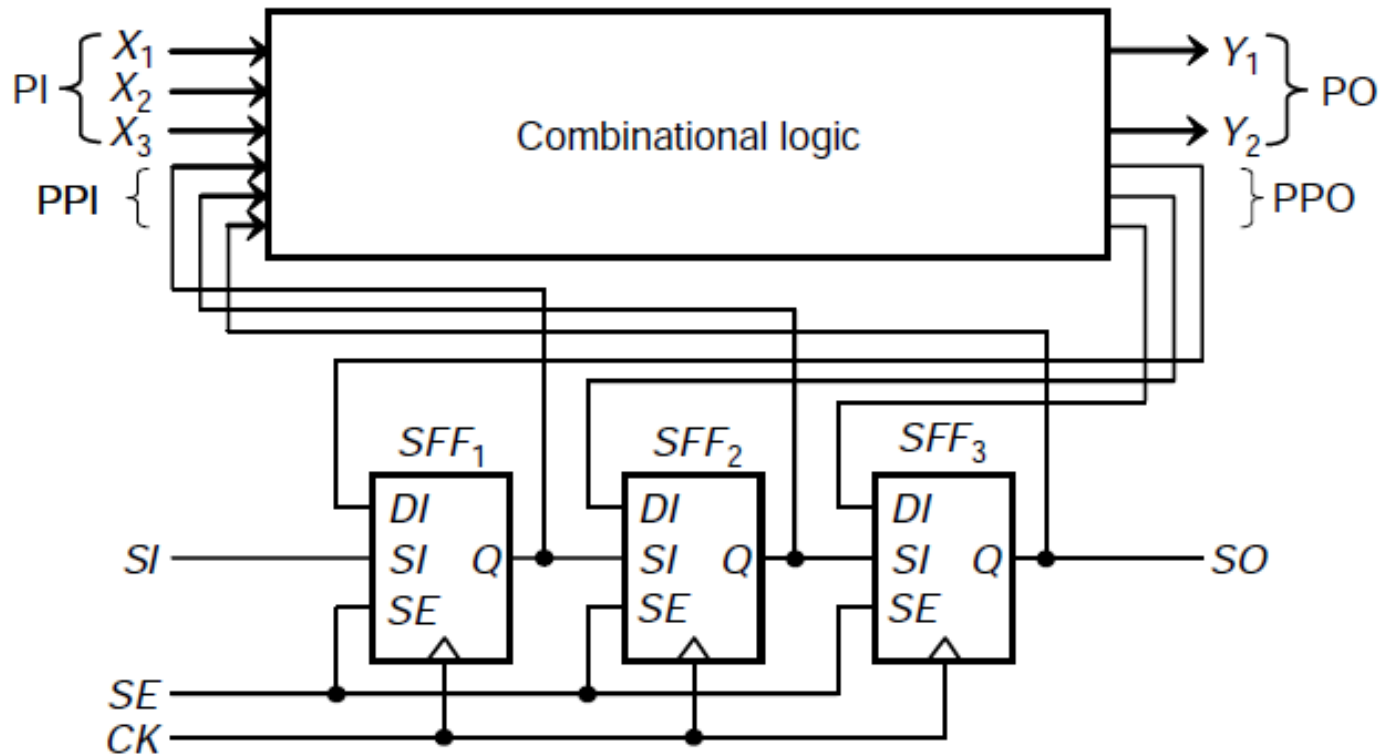 X₁
X₂
X₃
PI
PPI
Combinational logic
Y₁
Y₂
PO
PPO
SFF₁
SFF₂
SFF₃
DI
SI
Q
SE
DI
SI
Q
SE
DI
SI
Q
SE
SI
SO
SE
CK